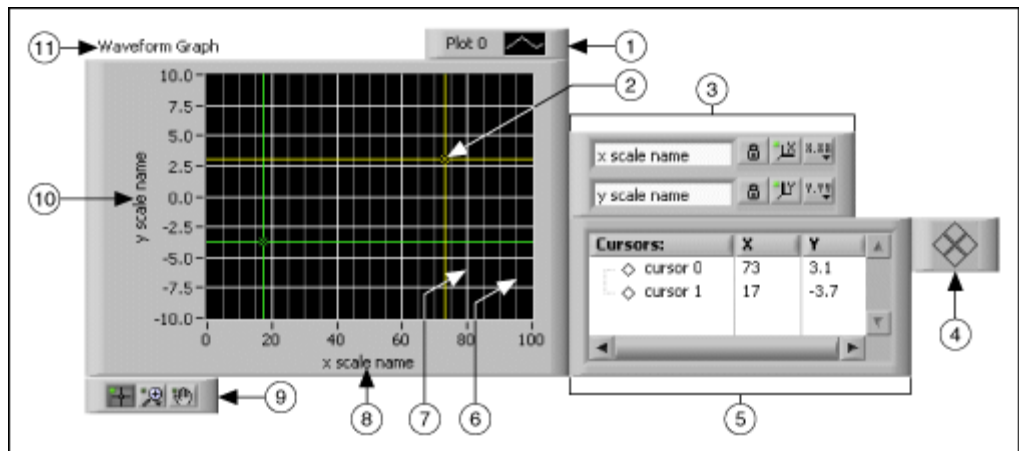 11 Waveform Graph
Plot 0
1
2
3
10.0
7.5
5.0
2.5
0.0
-2.5
-5.0
-7.5
-10.0
0 20 40 60 80 100
y scale name
10
x scale name
x scale name X.XX
y scale name Y.YY
Cursors: X Y
cursor 0 73 3.1
cursor 1 17 -3.7
4
5
6
7
8
9